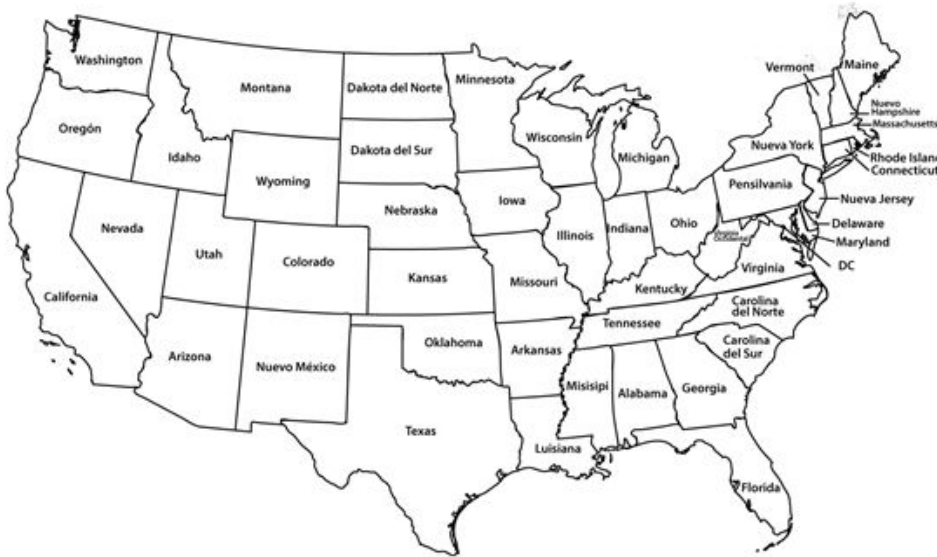 Washington
Oregón
Idaho
Montana
Wyoming
Dakota del Norte
Dakota del Sur
Nebraska
Minnesota
Iowa
Wisconsin
Michigan
California
Nevada
Utah
Colorado
Kansas
Missouri
Illinois
Indiana
Ohio
Arizona
Nuevo México
Oklahoma
Texas
Arkansas
Luisiana
Misisipi
Alabama
Georgia
Florida
Tennessee
Kentucky
Carolina
del Norte
Carolina
del Sur
Virginia
Virginia
Occidental
Pensilvania
Nueva York
Vermont
Maine
Nuevo
Hampshire
Massachusetts
Rhode Island
Connecticut
Nueva Jersey
Delaware
Maryland
DC